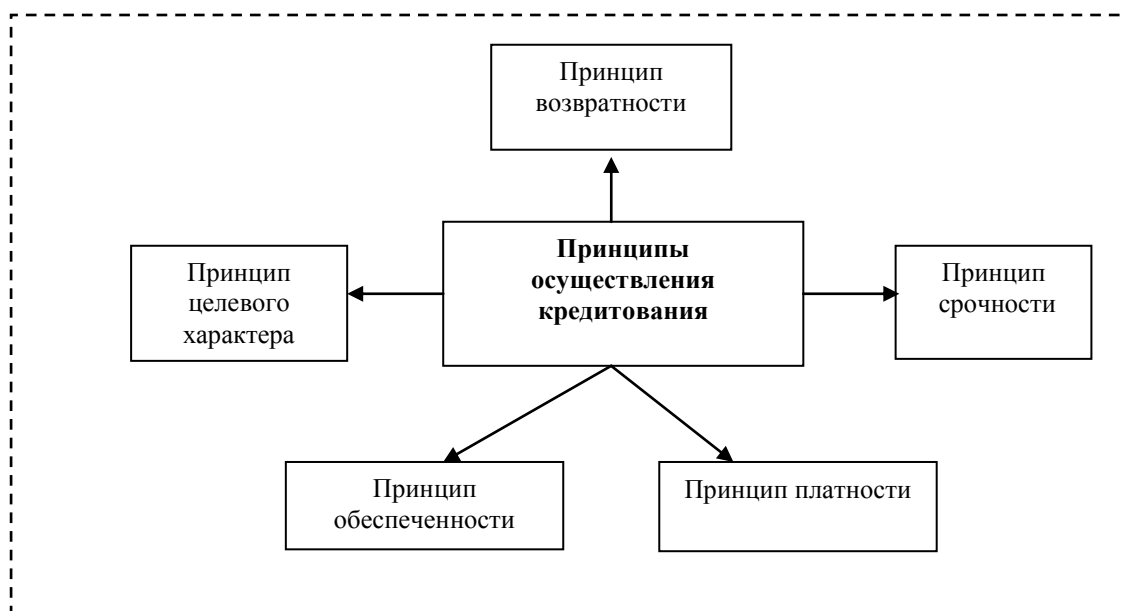 Принцип
возвратности
Принципы
осуществления
кредитования
Принцип
целевого
характера
Принцип
срочности
Принцип
обеспеченности
Принцип платности